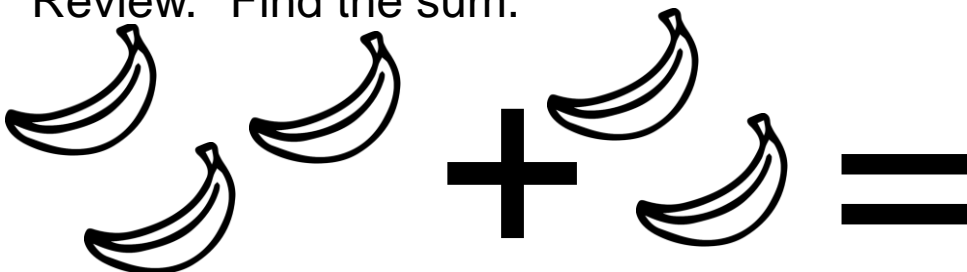 Review. Find the sum.
+ =